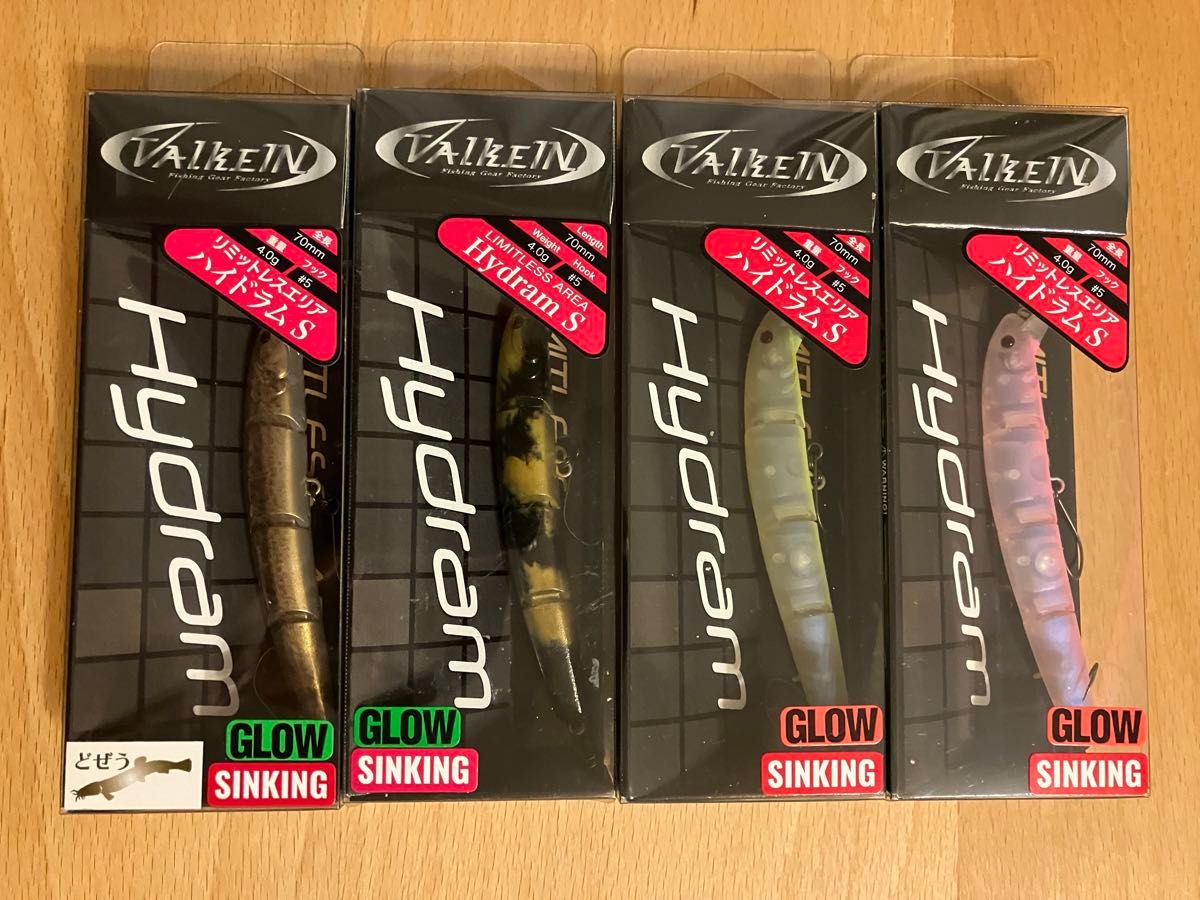 VALKEIN
Fishing Gear Factory
全長
70mm
重量
4.0g
フック
#5
リミットレスエリア
ハイドラム S
Hydram
GLOW
どぜう
SINKING
VALKEIN
Fishing Gear Factory
Length
70mm
Weight
4.0g
Hook
#5
LIMITLESS AREA
Hydram S
Hydram
GLOW
SINKING
VALKEIN
Fishing Gear Factory
全長
70mm
重量
4.0g
フック
#5
リミットレスエリア
ハイドラム S
Hydram
GLOW
SINKING
VALKEIN
Fishing Gear Factory
全長
70mm
重量
4.0g
フック
#5
リミットレスエリア
ハイドラム S
WARNING!
Hydram
GLOW
SINKING